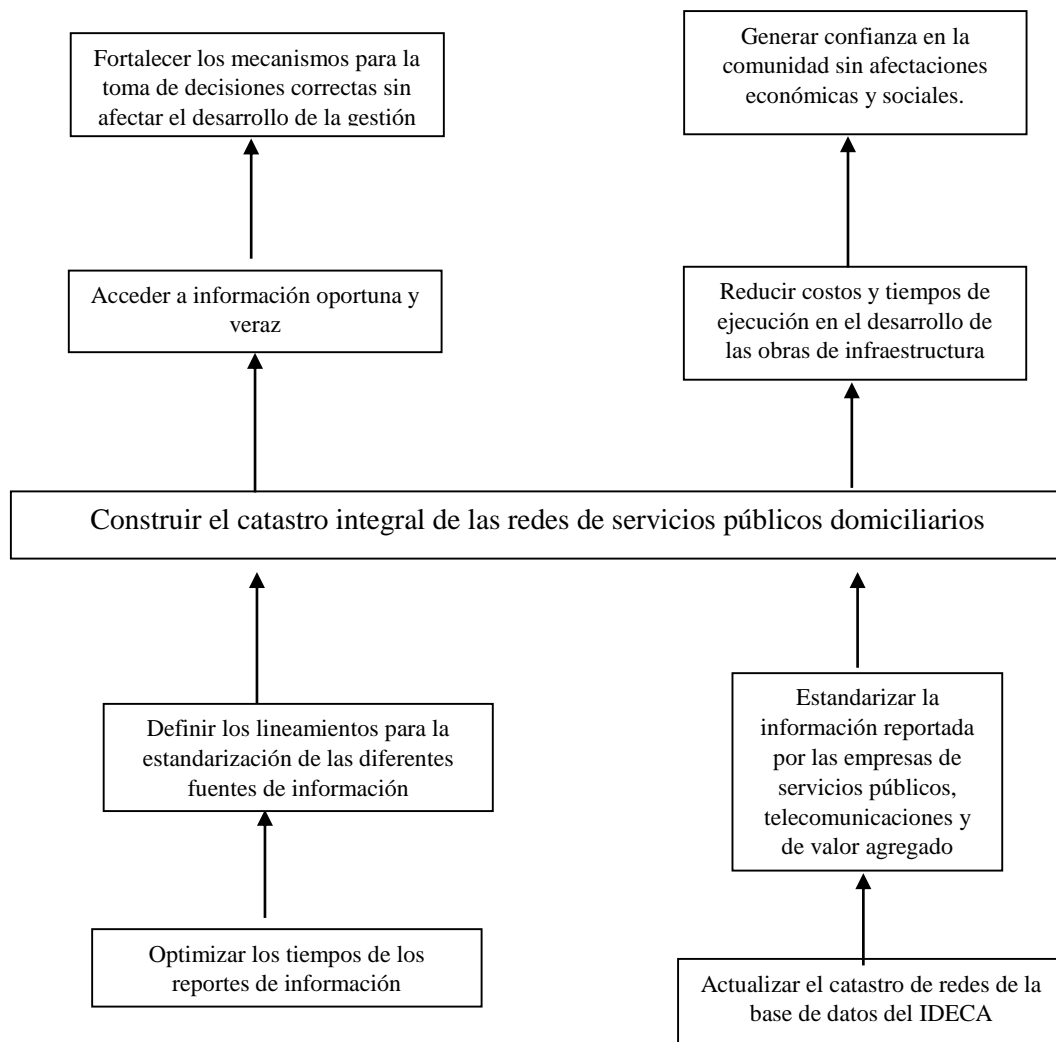 Fortalecer los mecanismos para la
toma de decisiones correctas sin
afectar el desarrollo de la gestión
Generar confianza en la
comunidad sin afectaciones
económicas y sociales.
Acceder a información oportuna y
veraz
Reducir costos y tiempos de
ejecución en el desarrollo de
las obras de infraestructura
Construir el catastro integral de las redes de servicios públicos domiciliarios
Definir los lineamientos para la
estandarización de las diferentes
fuentes de información
Estandarizar la
información reportada
por las empresas de
servicios públicos,
telecomunicaciones y
de valor agregado
Optimizar los tiempos de los
reportes de información
Actualizar el catastro de redes de la
base de datos del IDECA